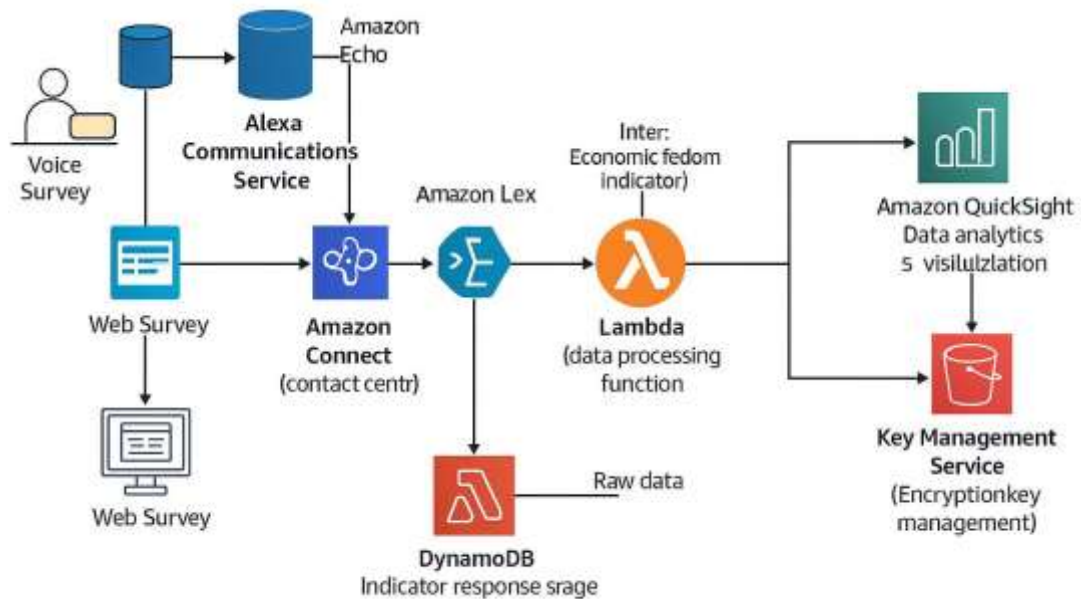 Amazon
Echo
Voice
Survey
Alexa
Communications
Service
Inter:
Economic fedom
indicator)
Amazon Lex
Amazon QuickSight
Data analytics
s visilulzlation
Web Survey
Amazon
Connect
(contact centr)
Lambda
(data processing
function
Web Survey
Raw data
Key Management
Service
(Encryptionkey
management)
DynamoDB
Indicator response srage